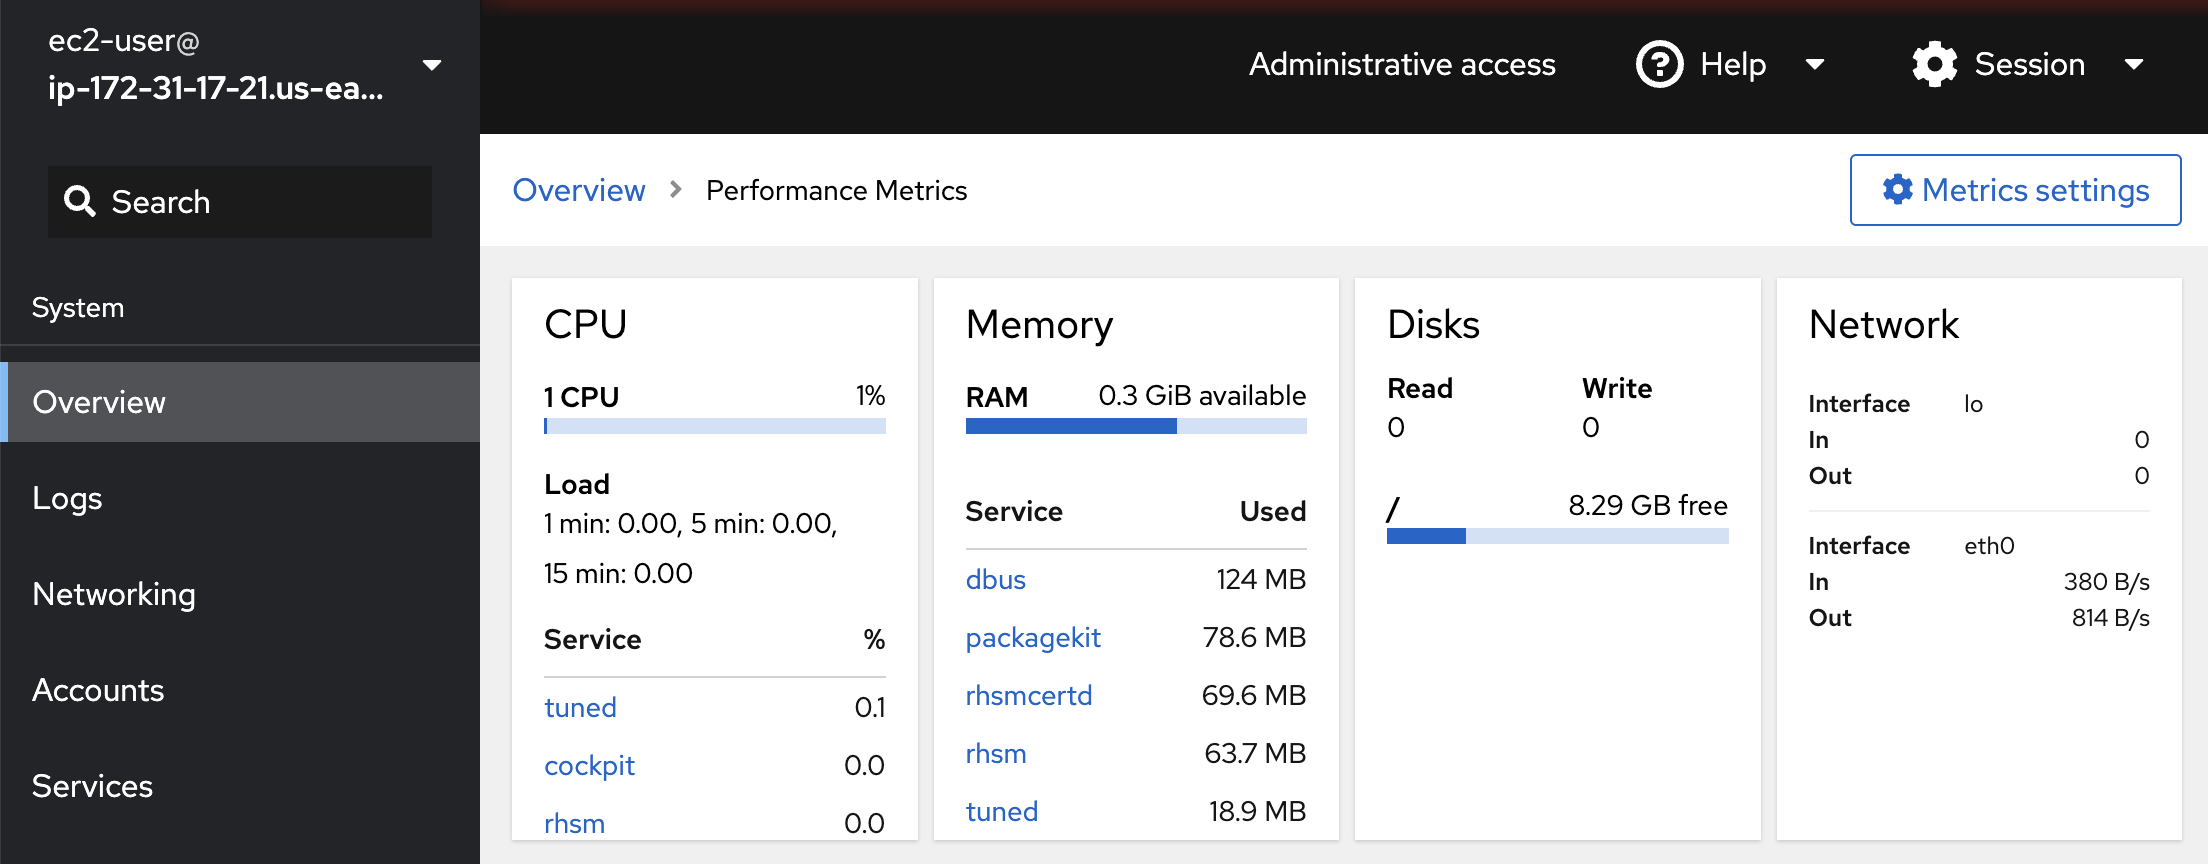 ec2-user@
ip-172-31-17-21.us-ea...
Administrative access
Help
Session
Search
System
Overview
Logs
Networking
Accounts
Services
Overview > Performance Metrics
Metrics settings
CPU
1 CPU 1%
Load
1 min: 0.00, 5 min: 0.00,
15 min: 0.00
Service %
tuned 0.1
cockpit 0.0
rhsm 0.0
Memory
RAM 0.3 GiB available
Service Used
dbus 124 MB
packagekit 78.6 MB
rhsmcertd 69.6 MB
rhsm 63.7 MB
tuned 18.9 MB
Disks
Read Write
0 0
/ 8.29 GB free
Network
Interface lo
In 0
Out 0
Interface eth0
In 380 B/s
Out 814 B/s